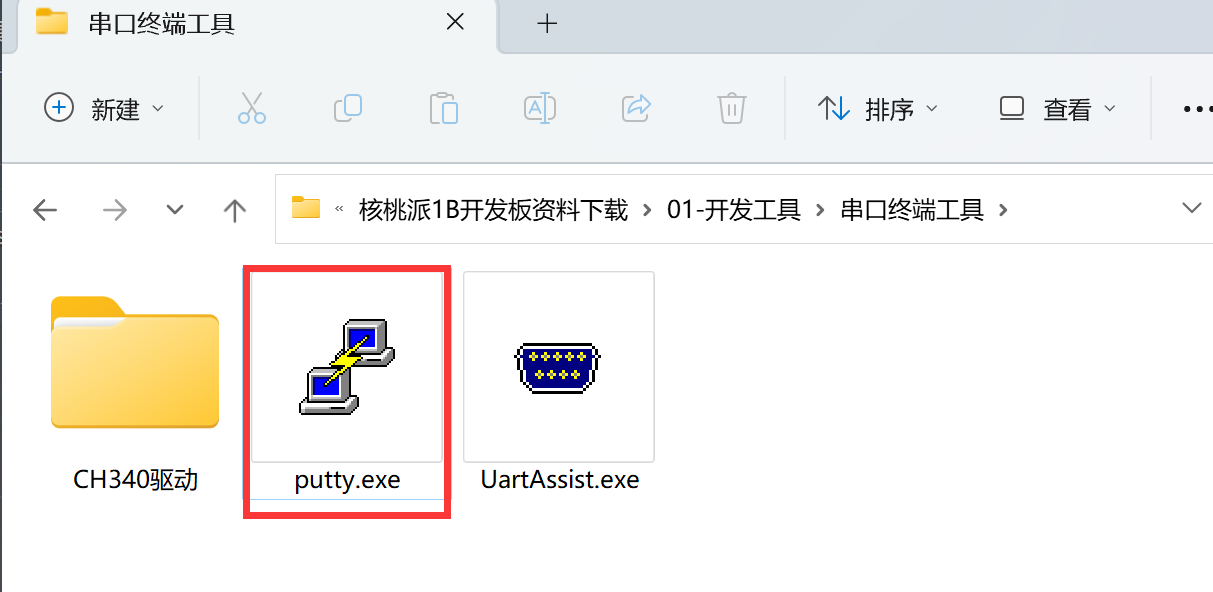 串口终端工具
新建
排序
查看
« 核桃派1B开发板资料下载 › 01-开发工具 › 串口终端工具 ›
CH340驱动
putty.exe
UartAssist.exe